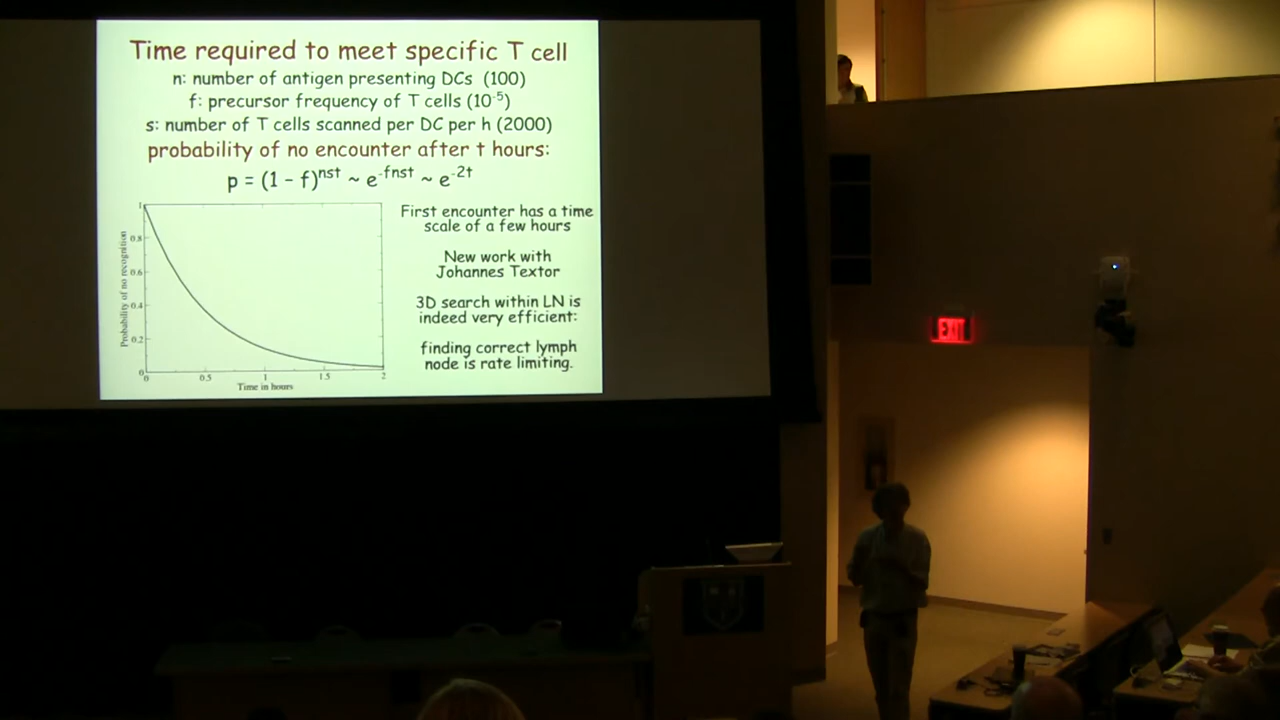 Time required to meet specific T cell
n: number of antigen presenting DCs (100)
f: precursor frequency of T cells (10⁻⁵)
s: number of T cells scanned per DC per h (2000)
probability of no encounter after t hours:
p = (1 - f)ⁿˢᵗ ~ e⁻ᶠⁿˢᵗ ~ e⁻²ᵗ
First encounter has a time
scale of a few hours
New work with
Johannes Textor
3D search within LN is
indeed very efficient:
finding correct lymph
node is rate limiting.
Probability of no recognition
1
0.8
0.6
0.4
0.2
0
0
0.5
1
1.5
2
Time in hours
EXIT